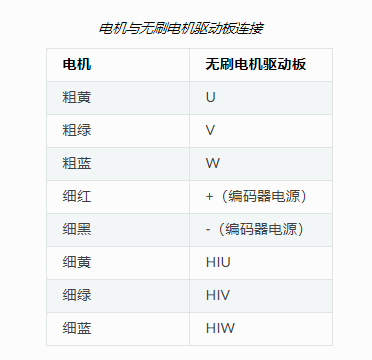 电机与无刷电机驱动板连接
电机 无刷电机驱动板
粗黄 U
粗绿 V
粗蓝 W
细红 +（编码器电源）
细黑 -（编码器电源）
细黄 HIU
细绿 HIV
细蓝 HIW